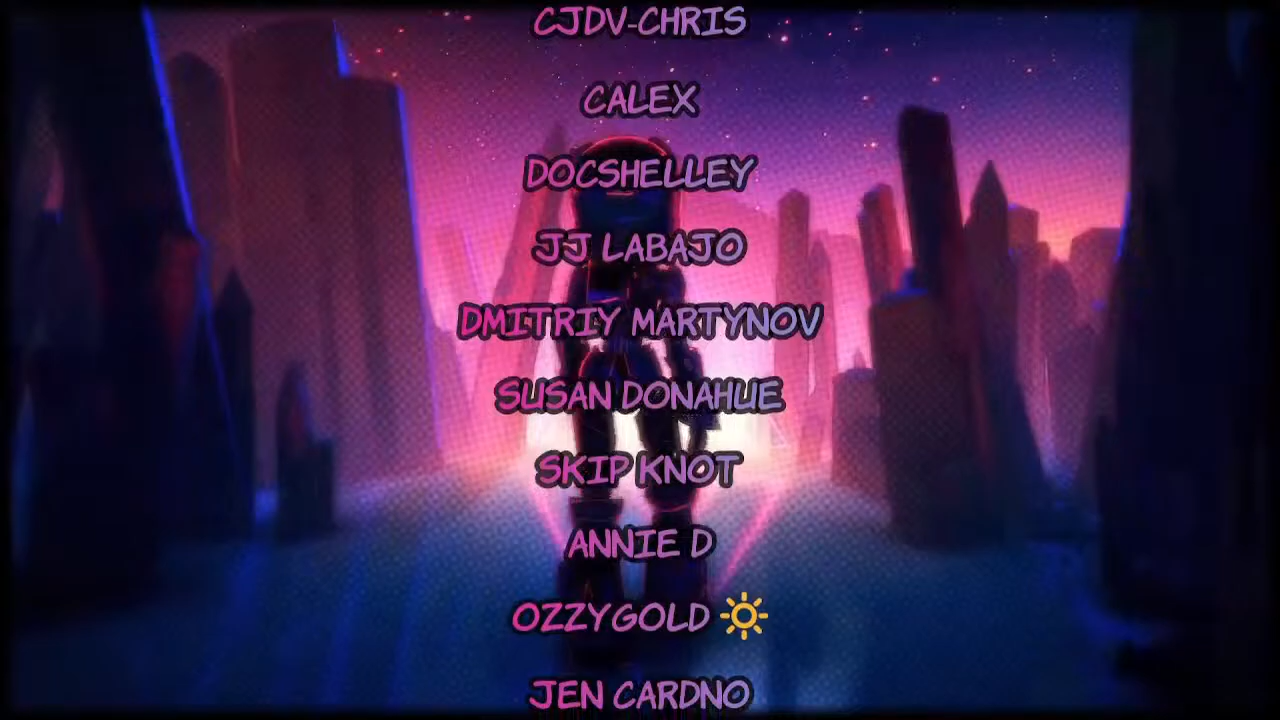 CJDV-CHRIS
CALEX
DOCSHELLEY
JJ LABAJO
DMITRIY MARTYNOV
SUSAN DONAHUE
SKIP KNOT
ANNIE D
OZZYGOLD 🔆
JEN CARDNO